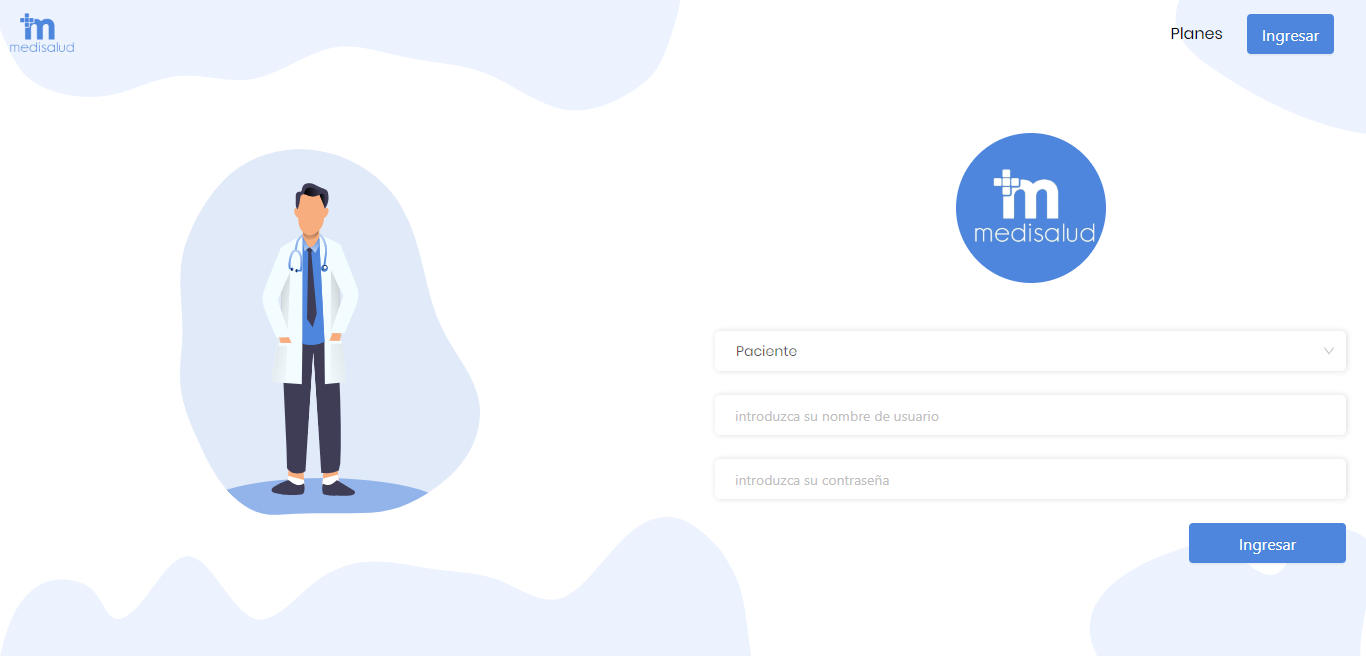 medisalud
Planes
Ingresar
medisalud
Paciente
introduzca su nombre de usuario
introduzca su contraseña
Ingresar